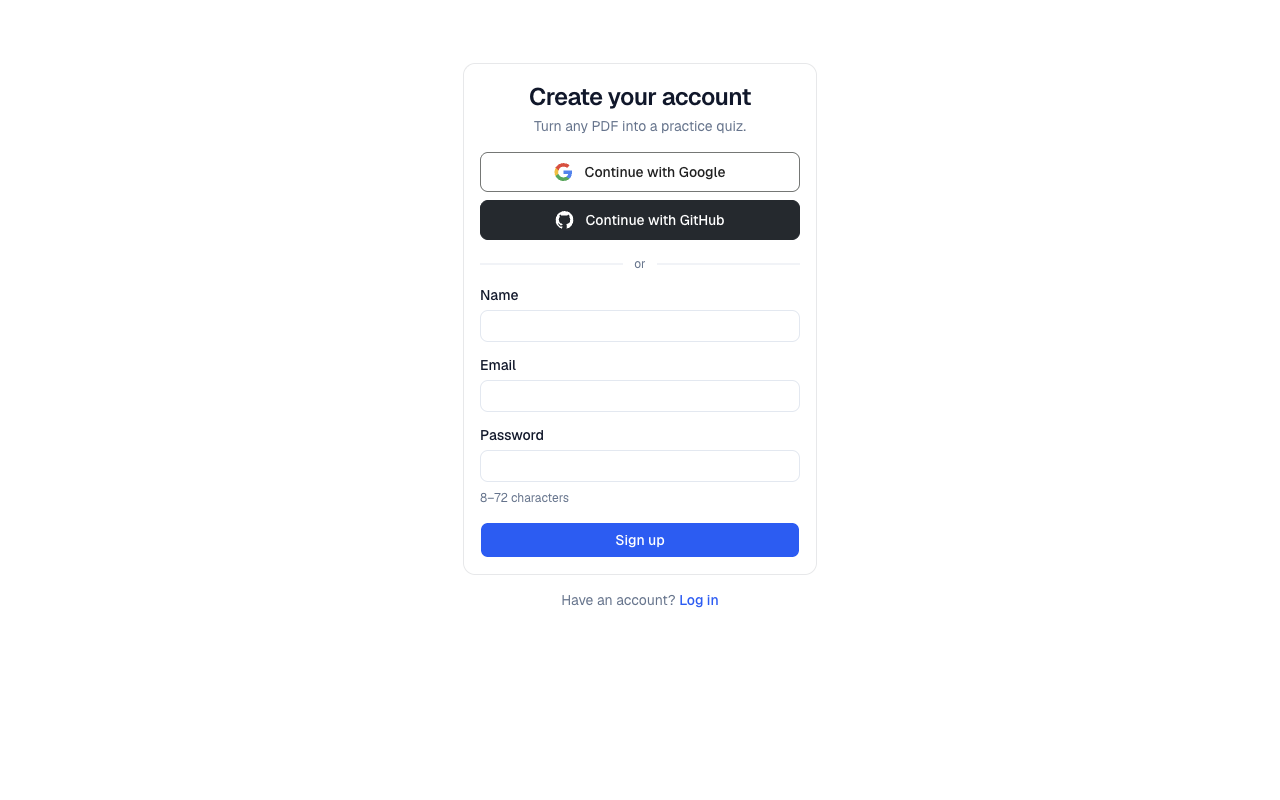 Create your account
Turn any PDF into a practice quiz.
Continue with Google
Continue with GitHub
or
Name
Email
Password
8–72 characters
Sign up
Have an account? Log in